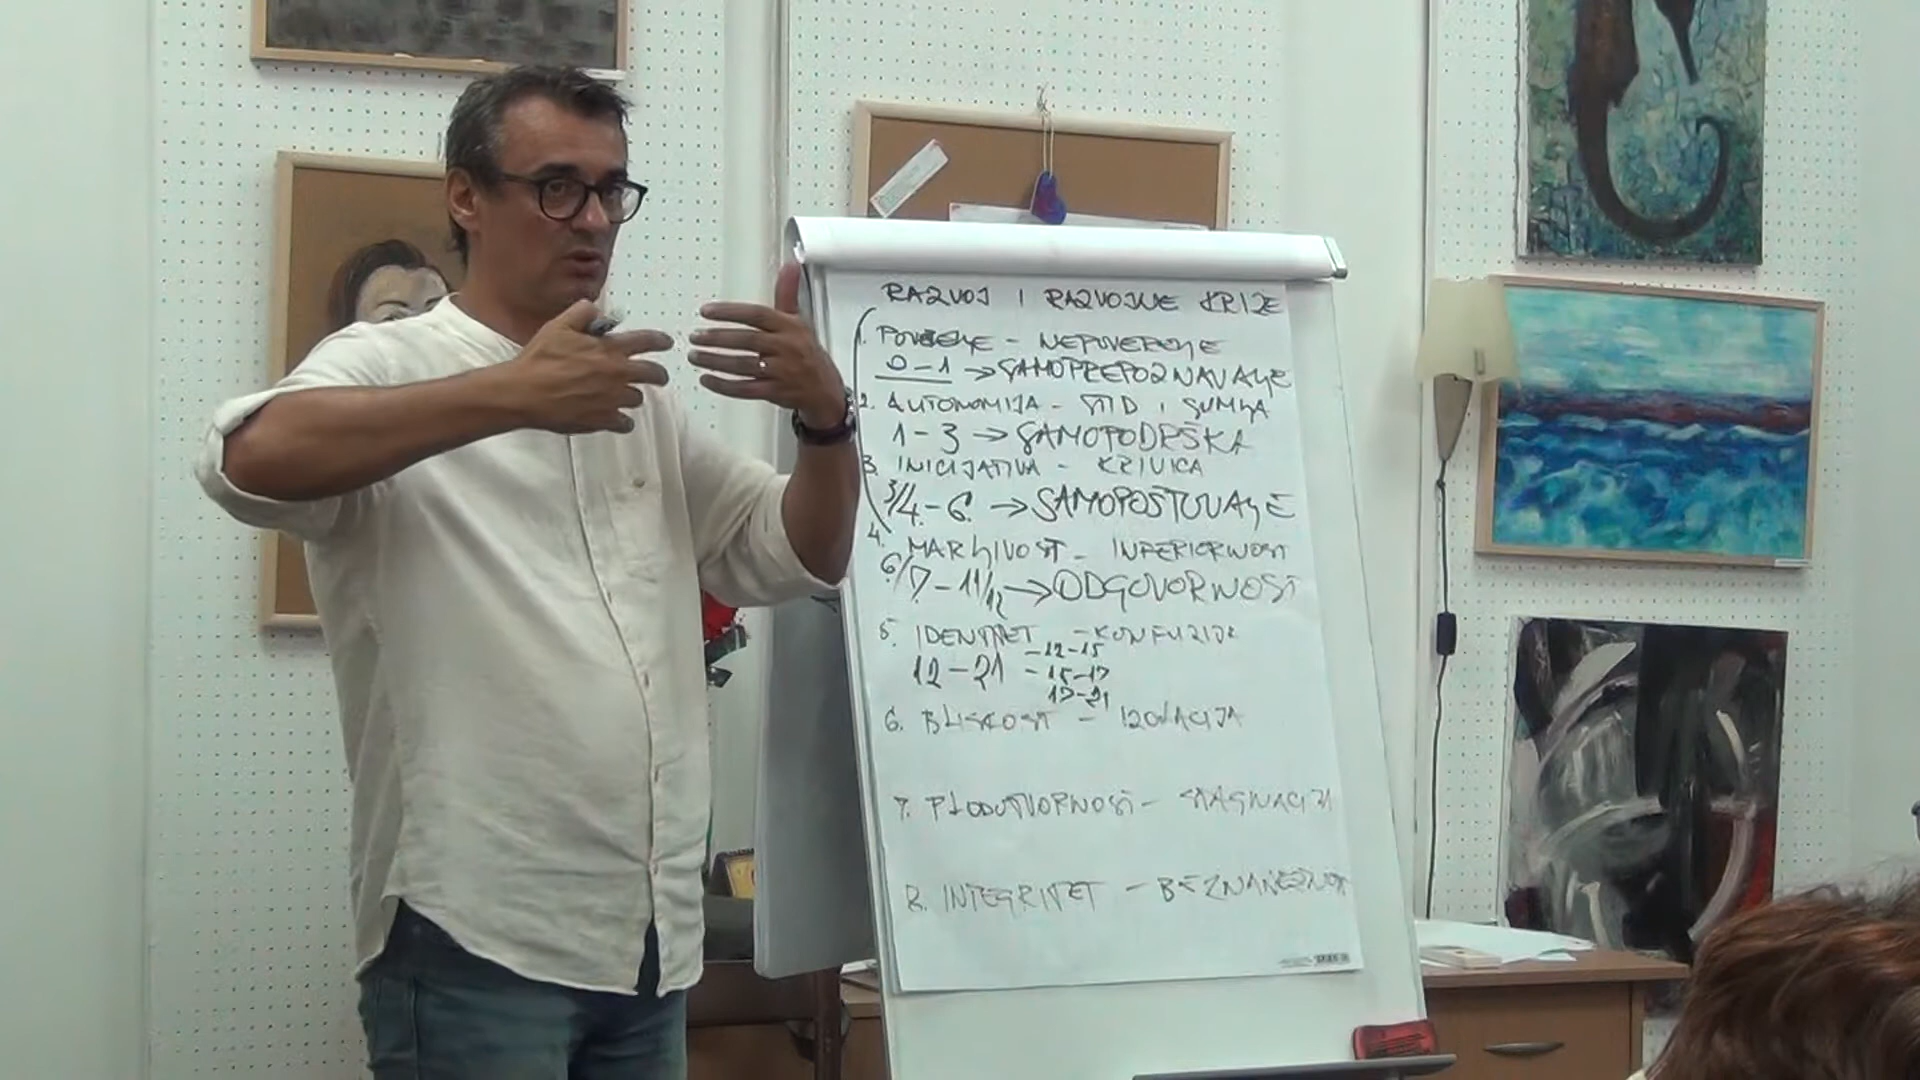 RAZVOJ I RAZVOJNE KRIZE
1. POVERENJE - NEPOVERENJE
0-1 → SAMOPREPOZNAVANJE
2. AUTONOMIJA - STID I SUMNJA
1-3 → SAMOPODRŠKA
3. INICIJATIVA - KRIVICA
3/4.-6. → SAMOPOŠTOVANJE
4. MARLJIVOST - INFERIORNOST
6/7-11/12 → ODGOVORNOST
5. IDENTITET - KONFUZIJA
-12-15
12-21 -15-17
17-21
6. BLISKOST - IZOLACIJA
7. PLODOTVORNOST - STAGNACIJA
8. INTEGRITET - BEZNADEŽNOST